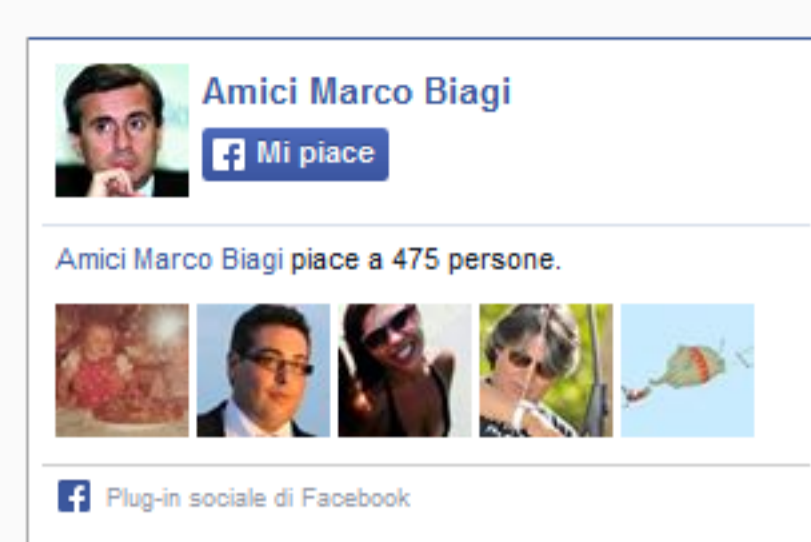 Amici Marco Biagi
Mi piace
Amici Marco Biagi piace a 475 persone.
Plug-in sociale di Facebook